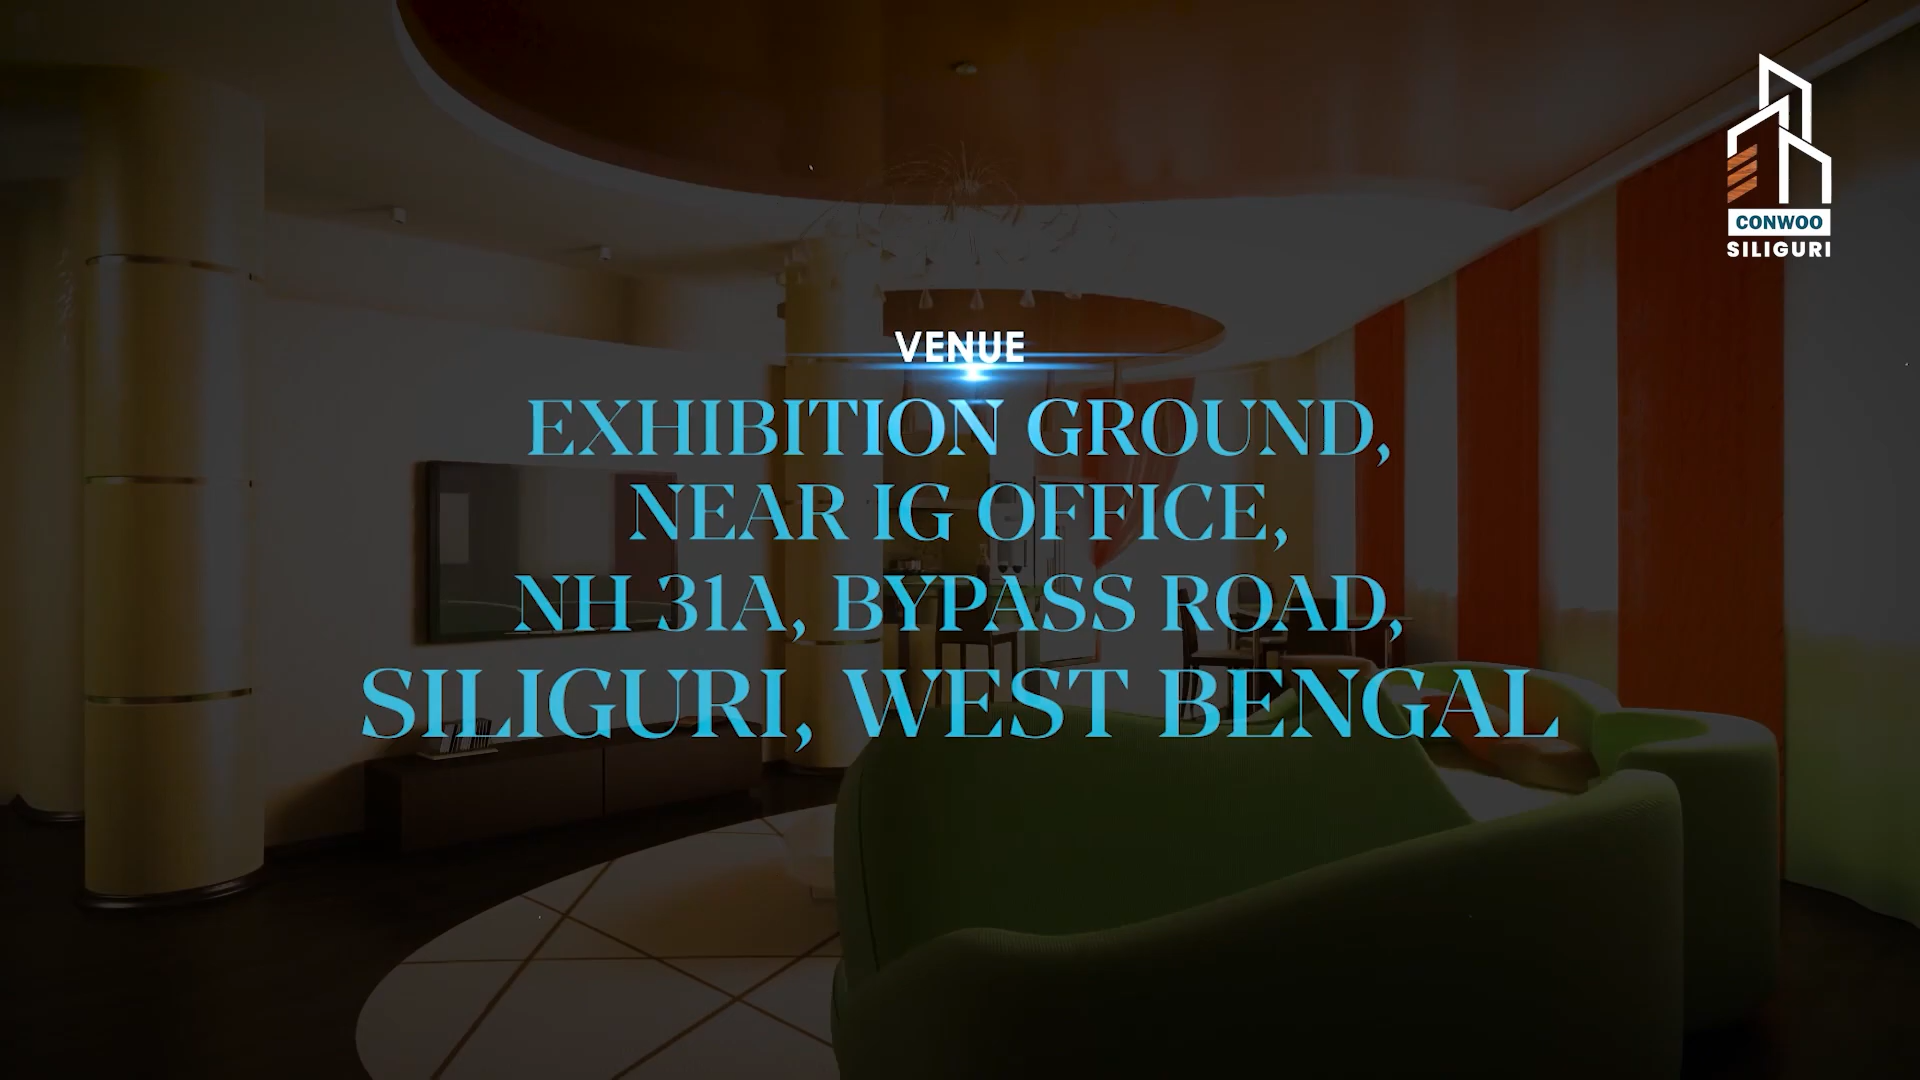 CONWOO
SILIGURI
VENUE
EXHIBITION GROUND,
NEAR IG OFFICE,
NH 31A, BYPASS ROAD,
SILIGURI, WEST BENGAL